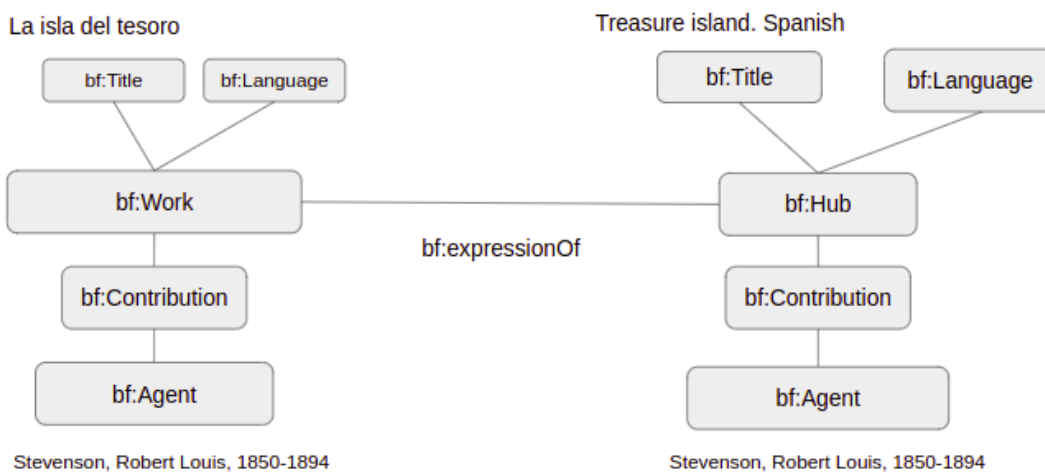 La isla del tesoro
Treasure island. Spanish
bf:Title
bf:Language
bf:Title
bf:Language
bf:Work
bf:Hub
bf:expressionOf
bf:Contribution
bf:Contribution
bf:Agent
bf:Agent
Stevenson, Robert Louis, 1850-1894
Stevenson, Robert Louis, 1850-1894